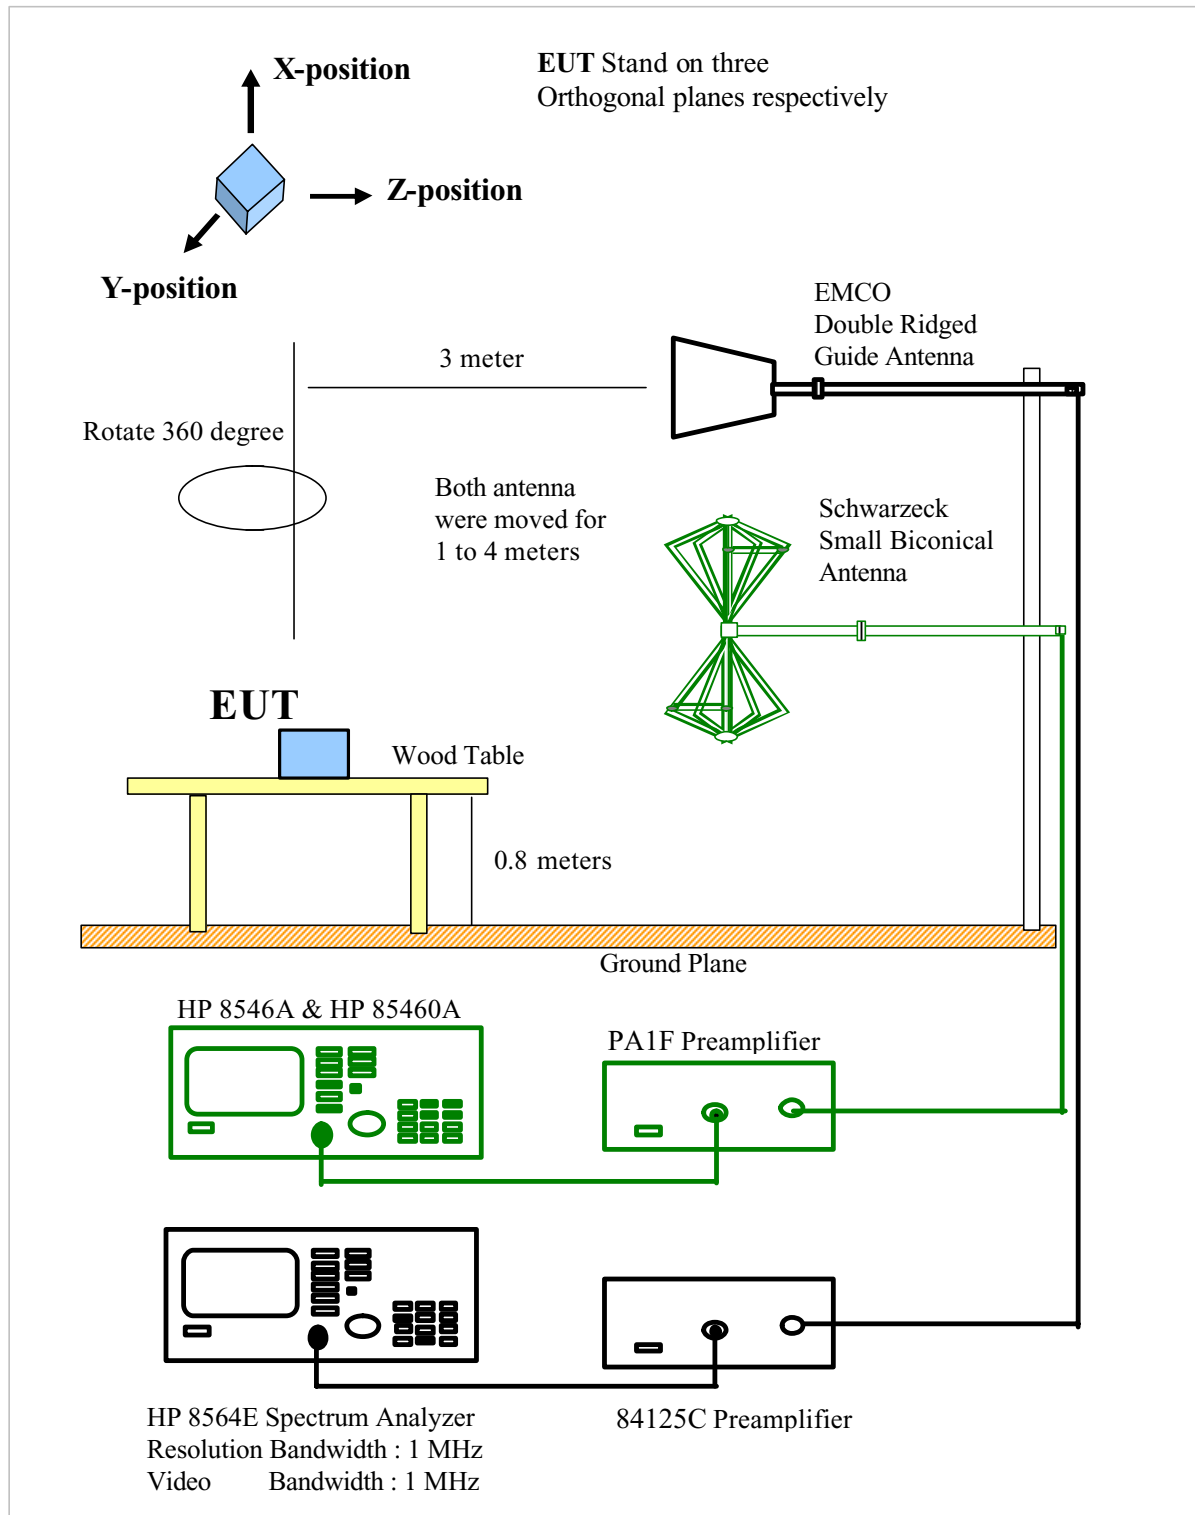 X-position
EUT Stand on three
Orthogonal planes respectively
Z-position
Y-position
EMCO
Double Ridged
Guide Antenna
3 meter
Rotate 360 degree
Both antenna
were moved for
1 to 4 meters
Schwarzeck
Small Biconical
Antenna
EUT
Wood Table
0.8 meters
Ground Plane
HP 8546A & HP 85460A
PA1F Preamplifier
HP 8564E Spectrum Analyzer
Resolution Bandwidth : 1 MHz
Video Bandwidth : 1 MHz
84125C Preamplifier